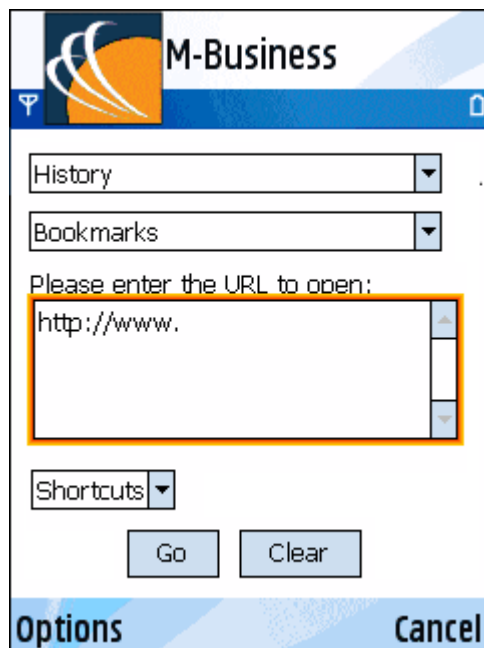 M-Business
History
Bookmarks
Please enter the URL to open:
http://www.
Shortcuts
Go Clear
Options Cancel